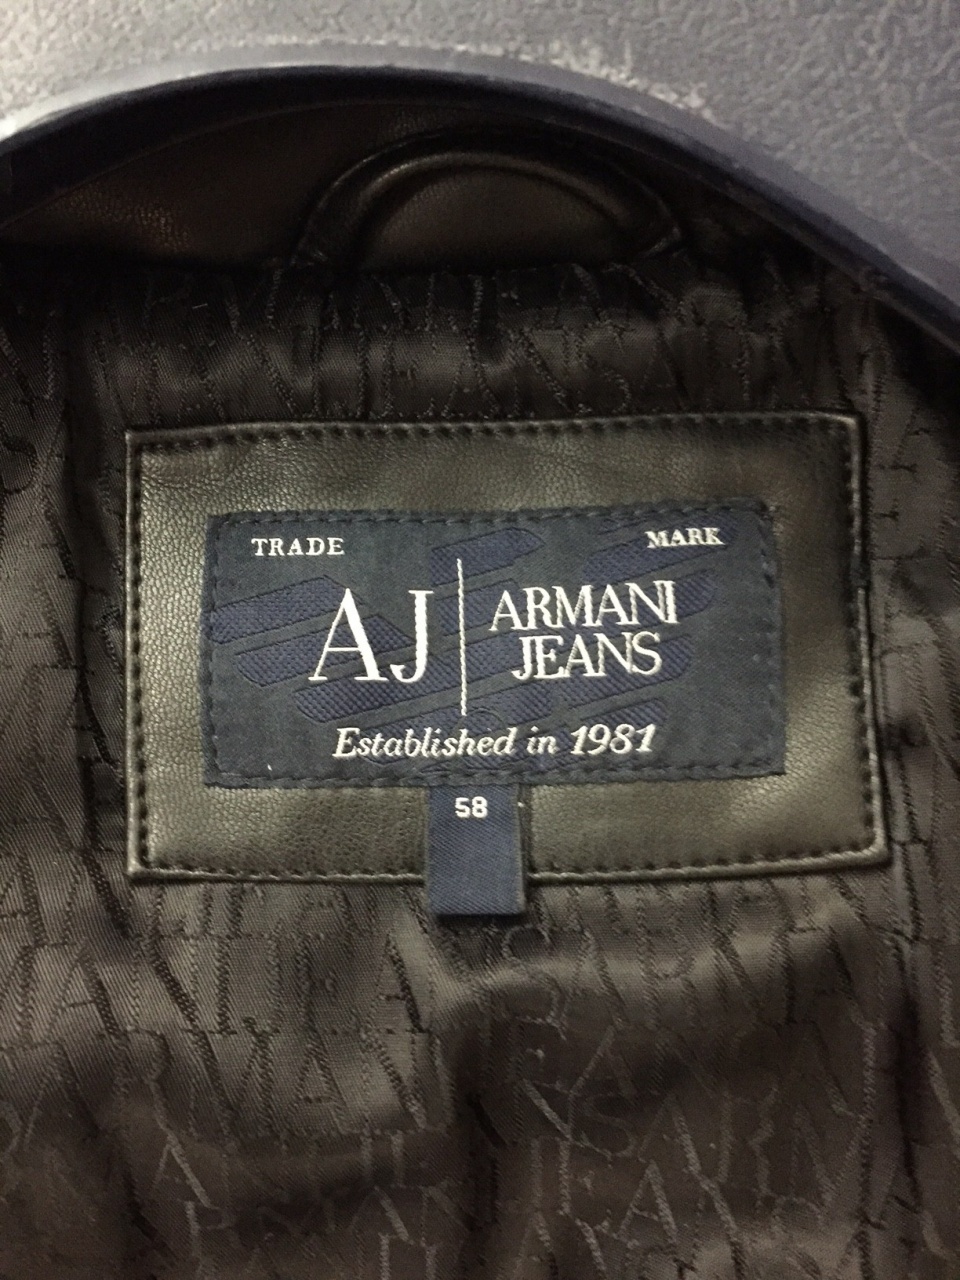 TRADE MARK
AJ ARMANI
JEANS
Established in 1981
58